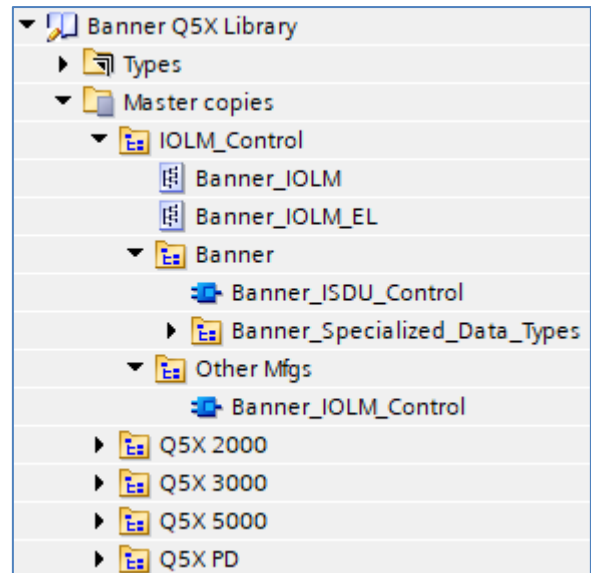 Banner Q5X Library
Types
Master copies
IOLM_Control
Banner_IOLM
Banner_IOLM_EL
Banner
Banner_ISDU_Control
Banner_Specialized_Data_Types
Other Mfgs
Banner_IOLM_Control
Q5X 2000
Q5X 3000
Q5X 5000
Q5X PD